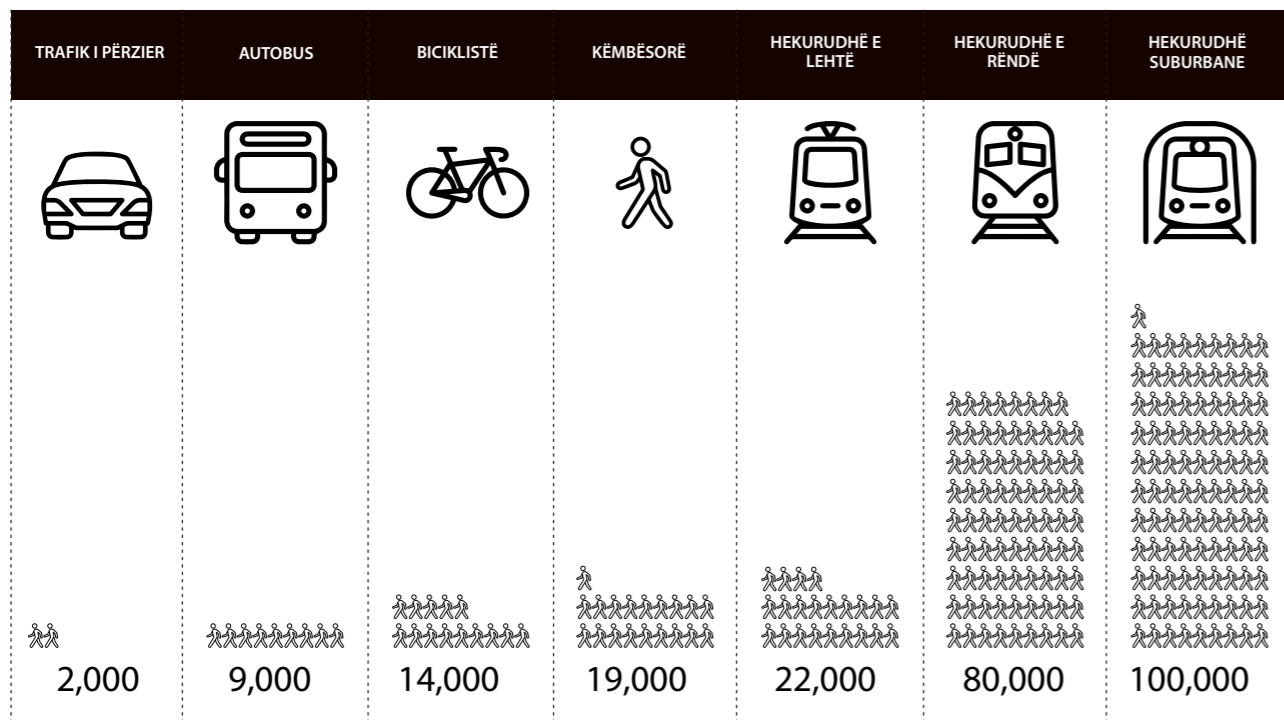 TRAFIK I PËRZIER
AUTOBUS
BICIKLISTË
KËMBËSORË
HEKURUDHË E
LEHTË
HEKURUDHË E
RËNDË
HEKURUDHË
SUBURBANE
2,000
9,000
14,000
19,000
22,000
80,000
100,000